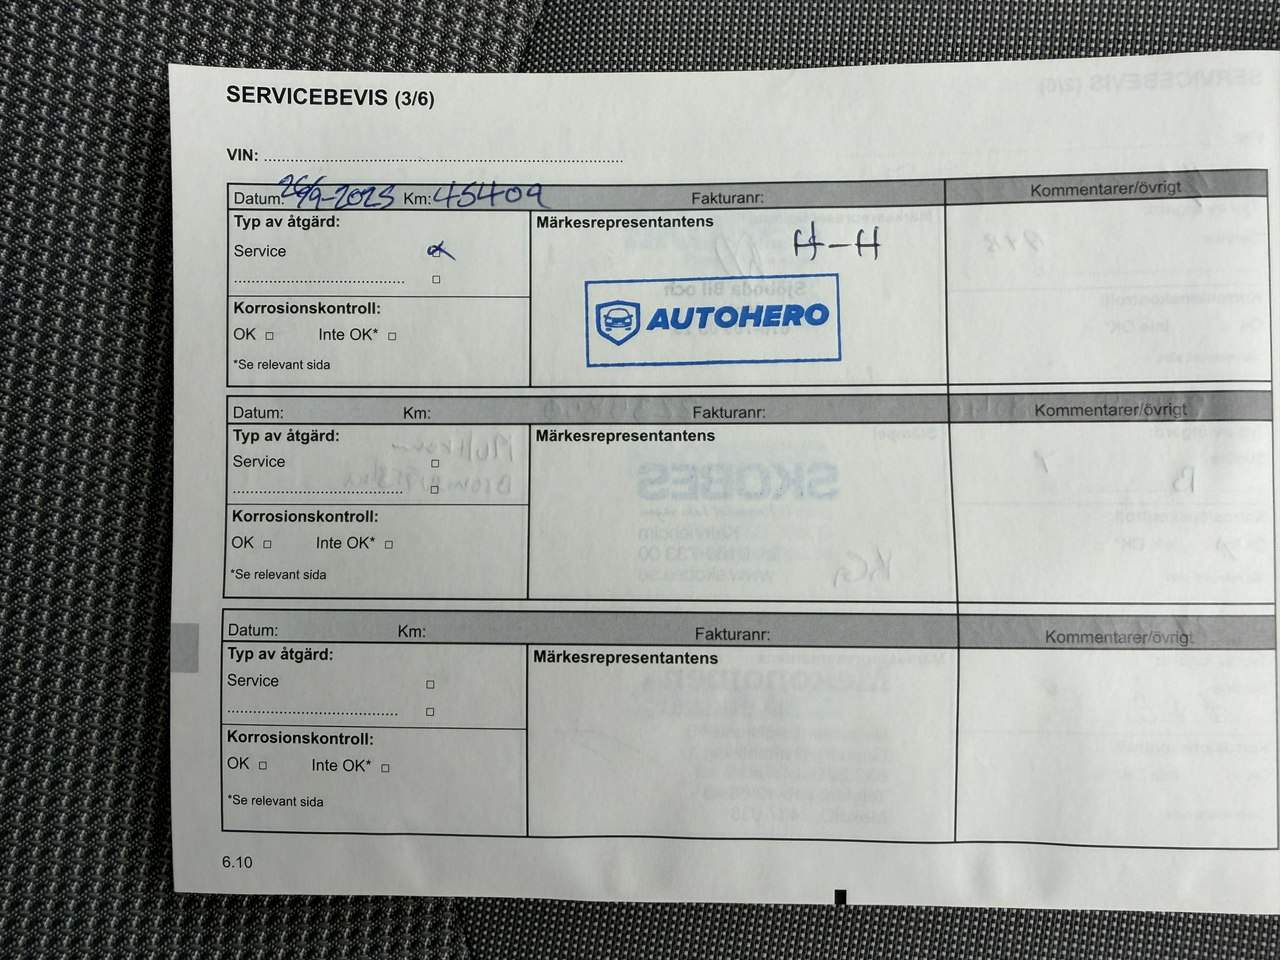 SERVICEBEVIS (3/6)
VIN: ........................................................................................
Datum: 26/9-2025 Km: 45409 Fakturanr: Kommentarer/övrigt
Typ av åtgärd: Märkesrepresentantens
Service H-H
...........................................
Korrosionskontroll:
OK □ Inte OK* □ AUTOHERO
*Se relevant sida
Datum: Km: Fakturanr: Kommentarer/övrigt
Typ av åtgärd: Märkesrepresentantens
Service □
........................................... □
Korrosionskontroll:
OK □ Inte OK* □
*Se relevant sida
Datum: Km: Fakturanr: Kommentarer/övrigt
Typ av åtgärd: Märkesrepresentantens
Service □
........................................... □
Korrosionskontroll:
OK □ Inte OK* □
*Se relevant sida
6.10